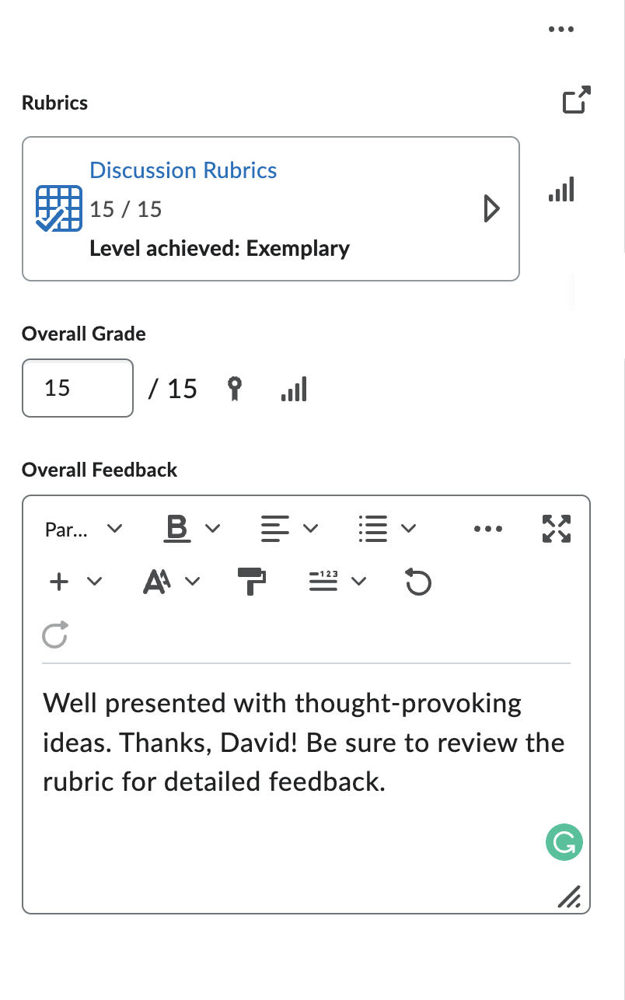 Rubrics
Discussion Rubrics
15 / 15
Level achieved: Exemplary
Overall Grade
15 / 15
Overall Feedback
Par...
B
123
Well presented with thought-provoking
ideas. Thanks, David! Be sure to review the
rubric for detailed feedback.